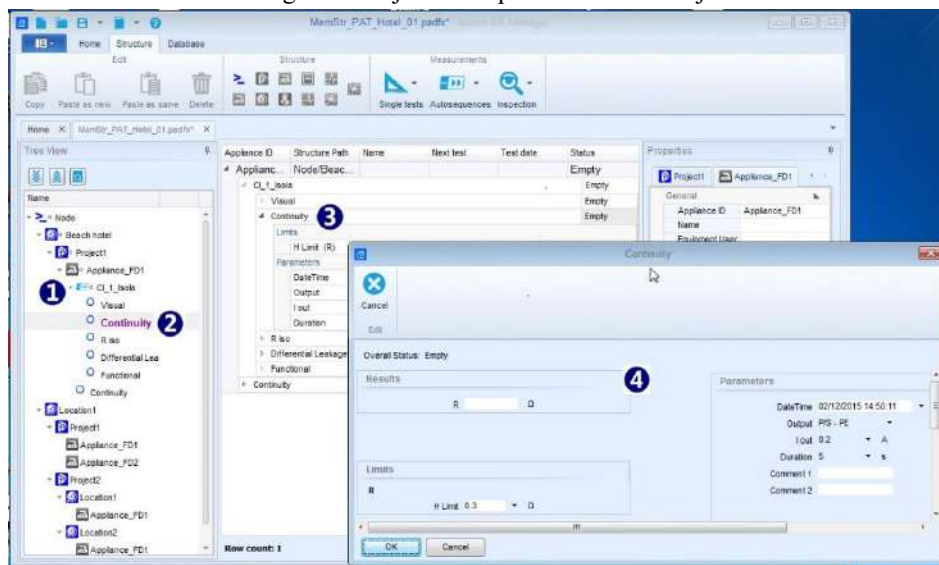 MemStr_PAT_Hotel_01.padfx*
Home Structure Database
Edit Structure Measurements
Copy Paste as new Paste as same Delete
Single tests Autosequences Inspection
Home X MemStr_PAT_Hotel_01.padfx* X
Tree View
Name
Node
Beach hotel
Project1
Appliance_FD1
1 Cl_1_Isola
Visual
Continuity 2
R iso
Differential Lea
Functional
Continuity
Location1
Project1
Appliance_FD1
Appliance_FD2
Project2
Location1
Appliance_FD1
Location2
Appliance_FD1
Appliance ID Structure Path Name Next test Test date Status
Applianc... Node/Beac... Empty
Cl_1_Isola Empty
Visual Empty
Continuity 3 Empty
Limits
H Limit (R)
Parameters
DateTime
Output
I out
Duration
R iso
Differential Leakage
Functional
Continuity
Row count: 1
Properties
Project1 Appliance_FD1
General
Appliance ID Appliance_FD1
Name
Continuity
Cancel
Edit
Overall Status: Empty
Results 4
R Ω
Limits
R
H Limit 0.3 Ω
Parameters
DateTime 02/12/2015 14:50:11
Output P/S - PE
I out 0.2 A
Duration 5 s
Comment 1
Comment 2
OK Cancel